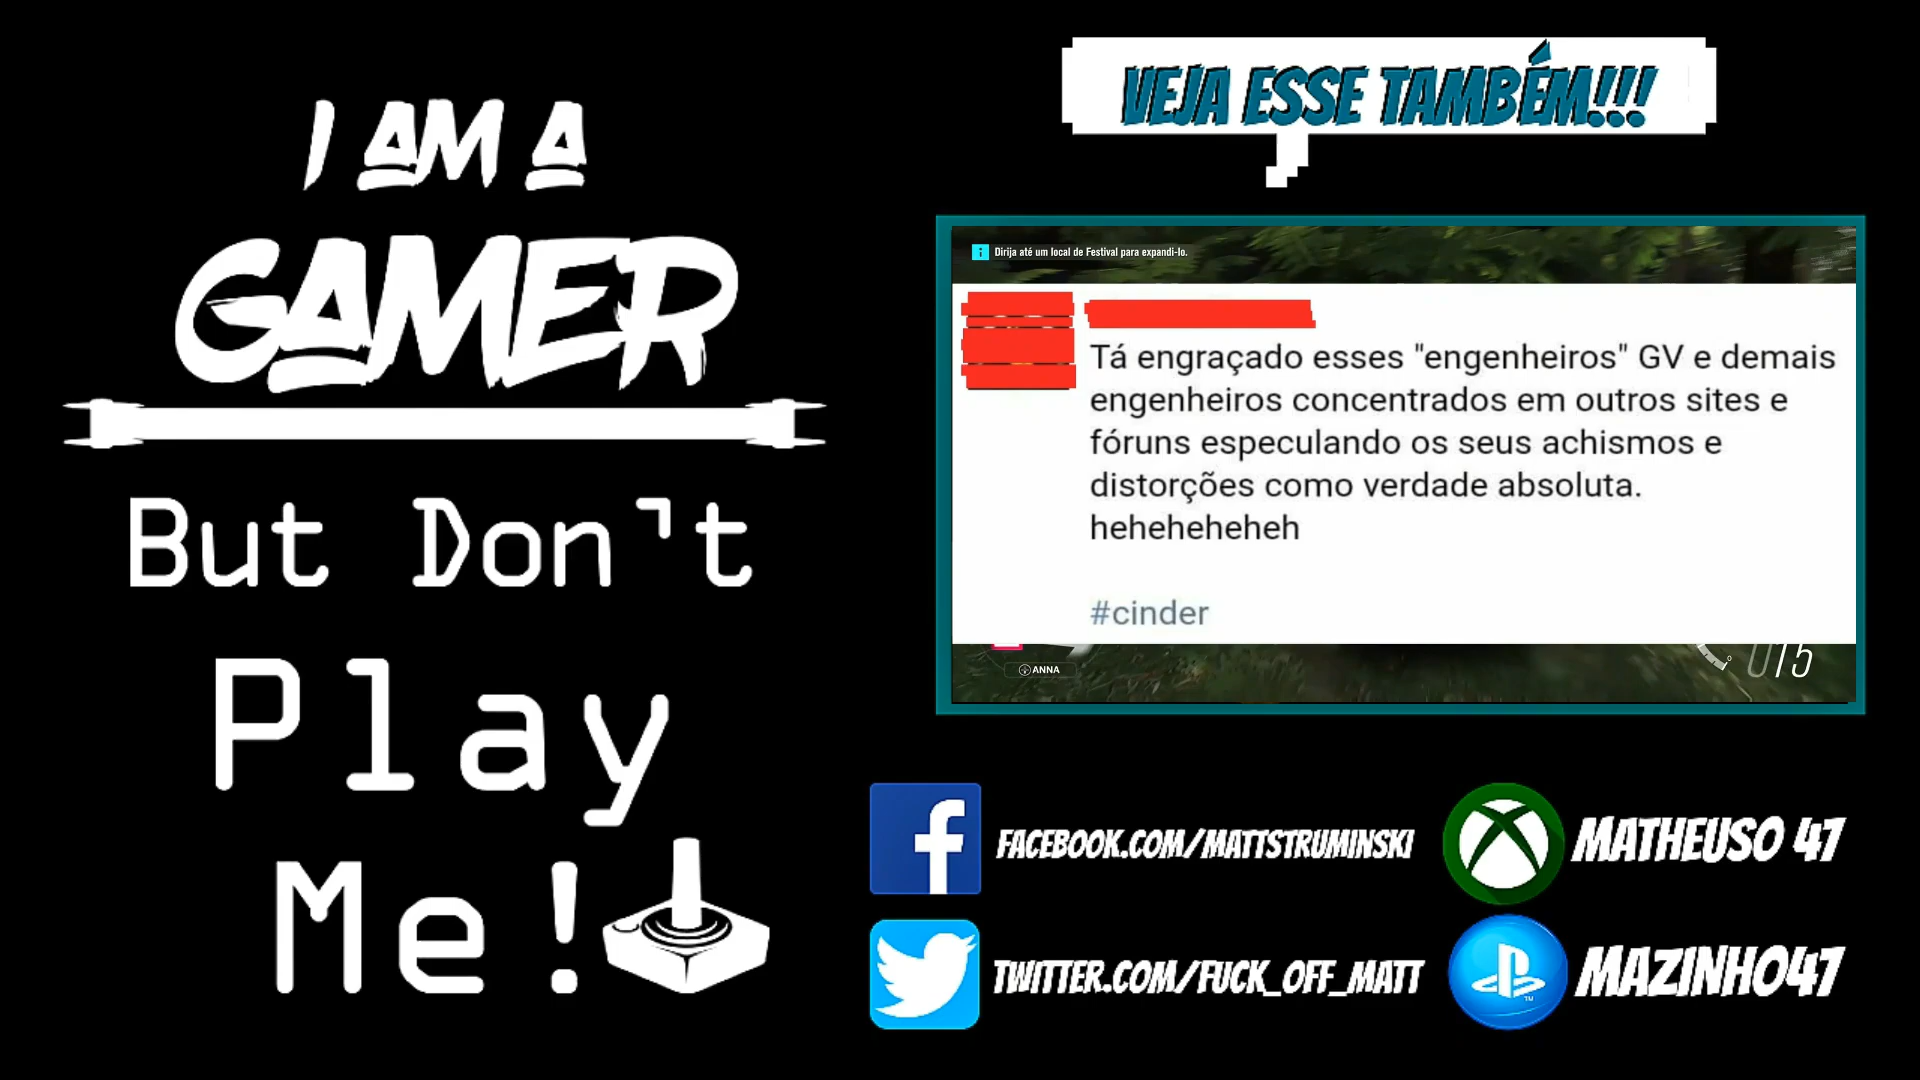 I AM A
GAMER
But Don't
Play
Me!
VEJA ESSE TAMBÉM!!!
Dirija até um local de Festival para expandi-lo.
Tá engraçado esses "engenheiros" GV e demais
engenheiros concentrados em outros sites e
fóruns especulando os seus achismos e
distorções como verdade absoluta.
heheheheheh
#cinder
ANNA
FACEBOOK.COM/MATTSTRUMINSKI
MATHEUSO 47
TWITTER.COM/FUCK_OFF_MATT
MAZINHO47